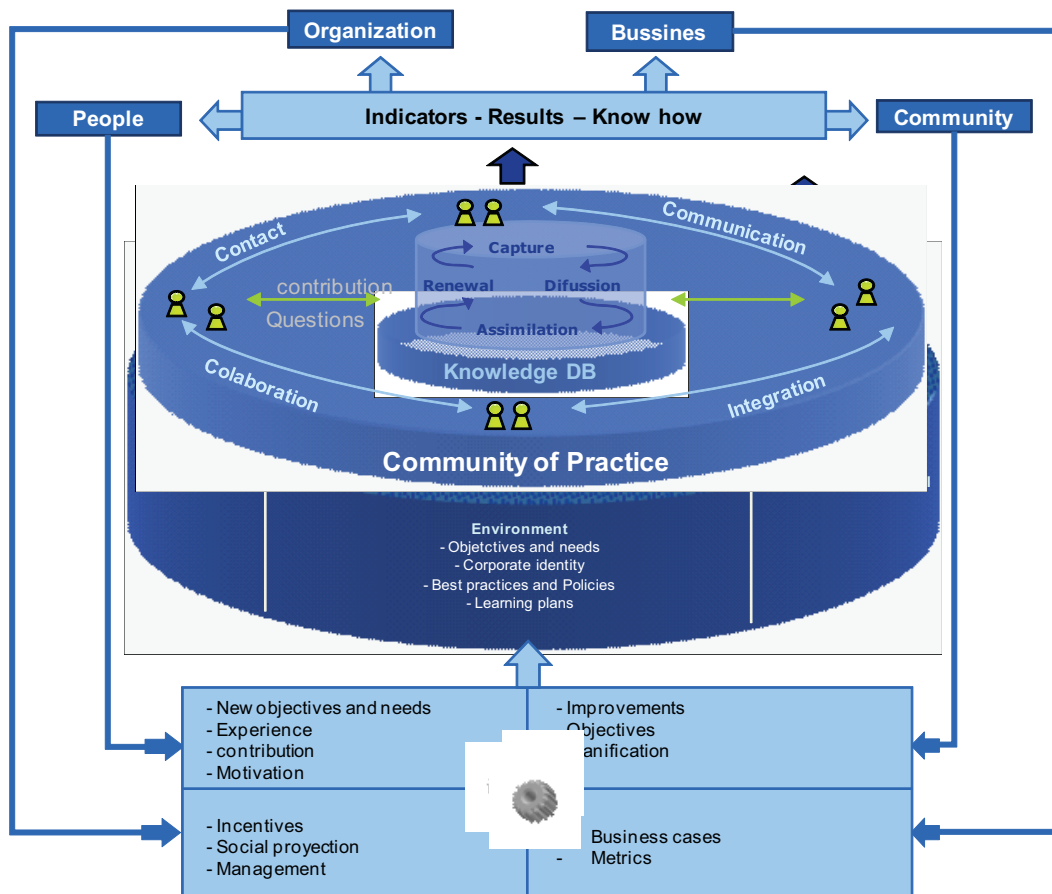 Organization
Bussines
People
Indicators - Results – Know how
Community
Contact
Communication
Capture
contribution
Renewal
Difussion
Questions
Assimilation
Knowledge DB
Colaboration
Integration
Community of Practice
Environment
- Objetctives and needs
- Corporate identity
- Best practices and Policies
- Learning plans
- New objectives and needs
- Experience
- contribution
- Motivation
- Improvements
Objectives
anification
- Incentives
- Social proyection
- Management
Business cases
- Metrics